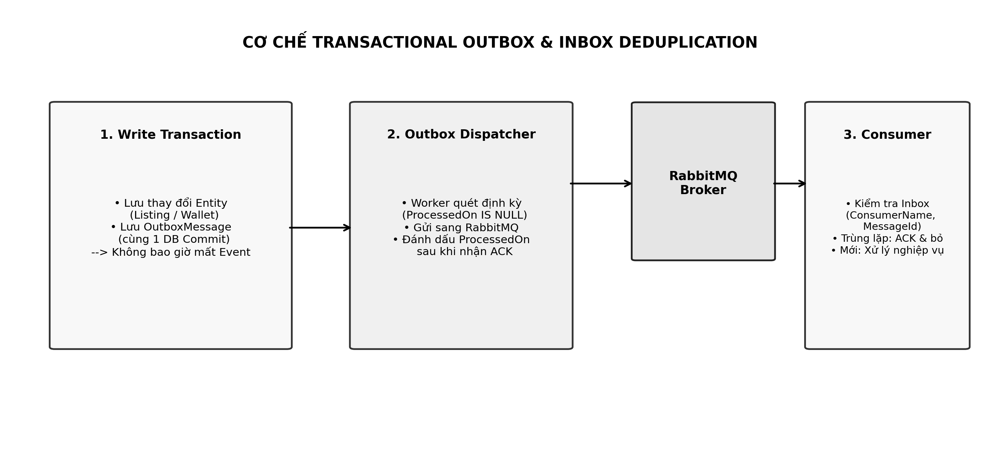 CƠ CHẾ TRANSACTIONAL OUTBOX & INBOX DEDUPLICATION
1. Write Transaction
• Lưu thay đổi Entity
(Listing / Wallet)
• Lưu OutboxMessage
(cùng 1 DB Commit)
--> Không bao giờ mất Event
2. Outbox Dispatcher
• Worker quét định kỳ
(ProcessedOn IS NULL)
• Gửi sang RabbitMQ
• Đánh dấu ProcessedOn
sau khi nhận ACK
RabbitMQ
Broker
3. Consumer
• Kiểm tra Inbox
(ConsumerName,
MessageId)
• Trùng lặp: ACK & bỏ
• Mới: Xử lý nghiệp vụ